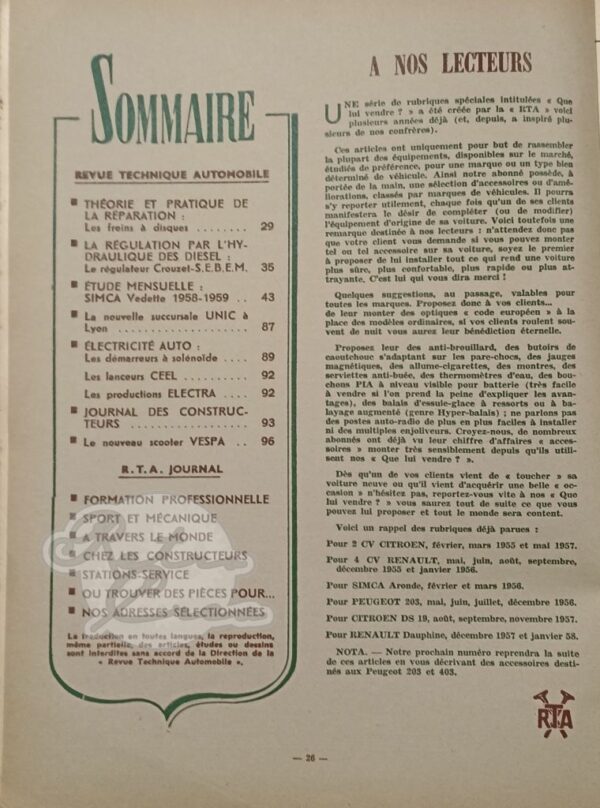 SOMMAIRE
REVUE TECHNIQUE AUTOMOBILE
■ THÉORIE ET PRATIQUE DE
LA RÉPARATION :
Les freins à disques ..... 29
■ LA RÉGULATION PAR L'HY-
DRAULIQUE DES DIESEL :
Le régulateur Crouzet-S.E.B.E.M. 35
■ ÉTUDE MENSUELLE :
SIMCA Vedette 1958-1959 .. 43
■ La nouvelle succursale UNIC à
Lyon .................. 87
■ ÉLECTRICITÉ AUTO :
Les démarreurs à solénoïde .... 89
Les lanceurs CEEL .......... 92
Les productions ELECTRA .... 92
■ JOURNAL DES CONSTRUC-
TEURS .................. 93
■ Le nouveau scooter VESPA .. 96
R.T.A. JOURNAL
■ FORMATION PROFESSIONNELLE
■ SPORT ET MÉCANIQUE
■ A TRAVERS LE MONDE
■ CHEZ LES CONSTRUCTEURS
■ STATIONS-SERVICE
■ OU TROUVER DES PIÈCES POUR...
■ NOS ADRESSES SÉLECTIONNÉES
La traduction en toutes langues, la reproduction,
même partielle, des articles, études ou dessins
sont interdites sans accord de la Direction de la
« Revue Technique Automobile ».
A NOS LECTEURS
UNE série de rubriques spéciales intitulées « Que
lui vendre ? » a été créée par la « RTA » voici
plusieurs années déjà (et, depuis, a inspiré plu-
sieurs de nos confrères).
Ces articles ont uniquement pour but de rassembler
la plupart des équipements, disponibles sur le marché,
étudiés de préférence, pour une marque ou un type bien
déterminé de véhicule. Ainsi notre abonné possède, à
portée de la main, une sélection d'accessoires ou d'amé-
liorations, classés par marques de véhicules. Il pourra
s'y reporter utilement, chaque fois qu'un de ses clients
manifestera le désir de compléter (ou de modifier)
l'équipement d'origine de sa voiture. Voici toutefois une
remarque destinée à nos lecteurs : n'attendez donc pas
que votre client vous demande si vous pouvez monter
tel ou tel accessoire sur sa voiture, soyez le premier
à proposer de lui installer tout ce qui rend une voiture
plus sûre, plus confortable, plus rapide ou plus at-
trayante. C'est lui qui vous dira merci !
Quelques suggestions, au passage, valables pour
toutes les marques. Proposez donc à vos clients...
de leur monter des optiques « code européen » à la
place des modèles ordinaires, si vos clients roulent sou-
vent de nuit vous aurez leur bénédiction éternelle.
Proposez leur des anti-brouillard, des butoirs de
caoutchouc s'adaptant sur les pare-chocs, des jauges
magnétiques, des allume-cigarettes, des montres, des
serviettes anti-buée, des thermomètres d'eau, des bou-
chons PIA à niveau visible pour batterie (très facile
à vendre si l'on prend la peine d'expliquer les avan-
tages), des balais d'essuie-glace à ressorts ou à ba-
layage augmenté (genre Hyper-balais) ; ne parlons pas
des postes auto-radio de plus en plus faciles à installer
ni des multiples enjoliveurs. Croyez-nous, de nombreux
abonnés ont déjà vu leur chiffre d'affaires « acces-
soires » monter très sensiblement depuis qu'ils utili-
sent nos « Que lui vendre ? ».
Dès qu'un de vos clients vient de « toucher » sa
voiture neuve ou qu'il vient d'acquérir une belle « oc-
casion » n'hésitez pas, reportez-vous vite à nos « Que
lui vendre ? » vous saurez tout de suite ce que vous
pouvez lui proposer et tout le monde sera content.
Voici un rappel des rubriques déjà parues :
Pour 2 CV CITROEN, février, mars 1955 et mai 1957.
Pour 4 CV RENAULT, mai, juin, août, septembre,
décembre 1955 et janvier 1956.
Pour SIMCA Aronde, février et mars 1956.
Pour PEUGEOT 203, mai, juin, juillet, décembre 1956.
Pour CITROEN DS 19, août, septembre, novembre 1957.
Pour RENAULT Dauphine, décembre 1957 et janvier 58.
NOTA. — Notre prochain numéro reprendra la suite
de ces articles en vous décrivant des accessoires desti-
nés aux Peugeot 203 et 403.
RTA
— 26 —